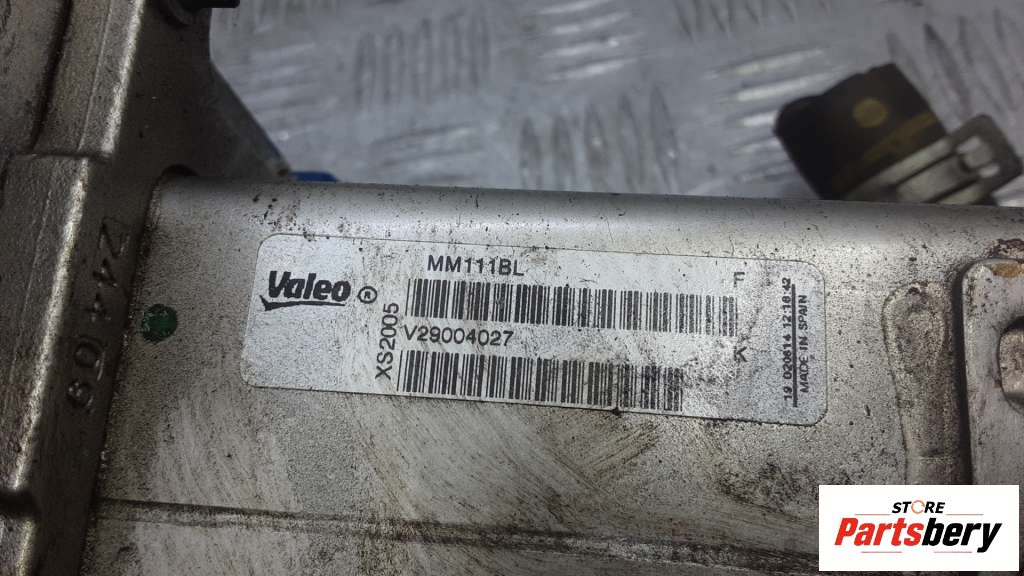 Valeo ®
XS2005
MM111BL
V29004027
F
K
MADE IN SPAIN
STORE
Partsbery